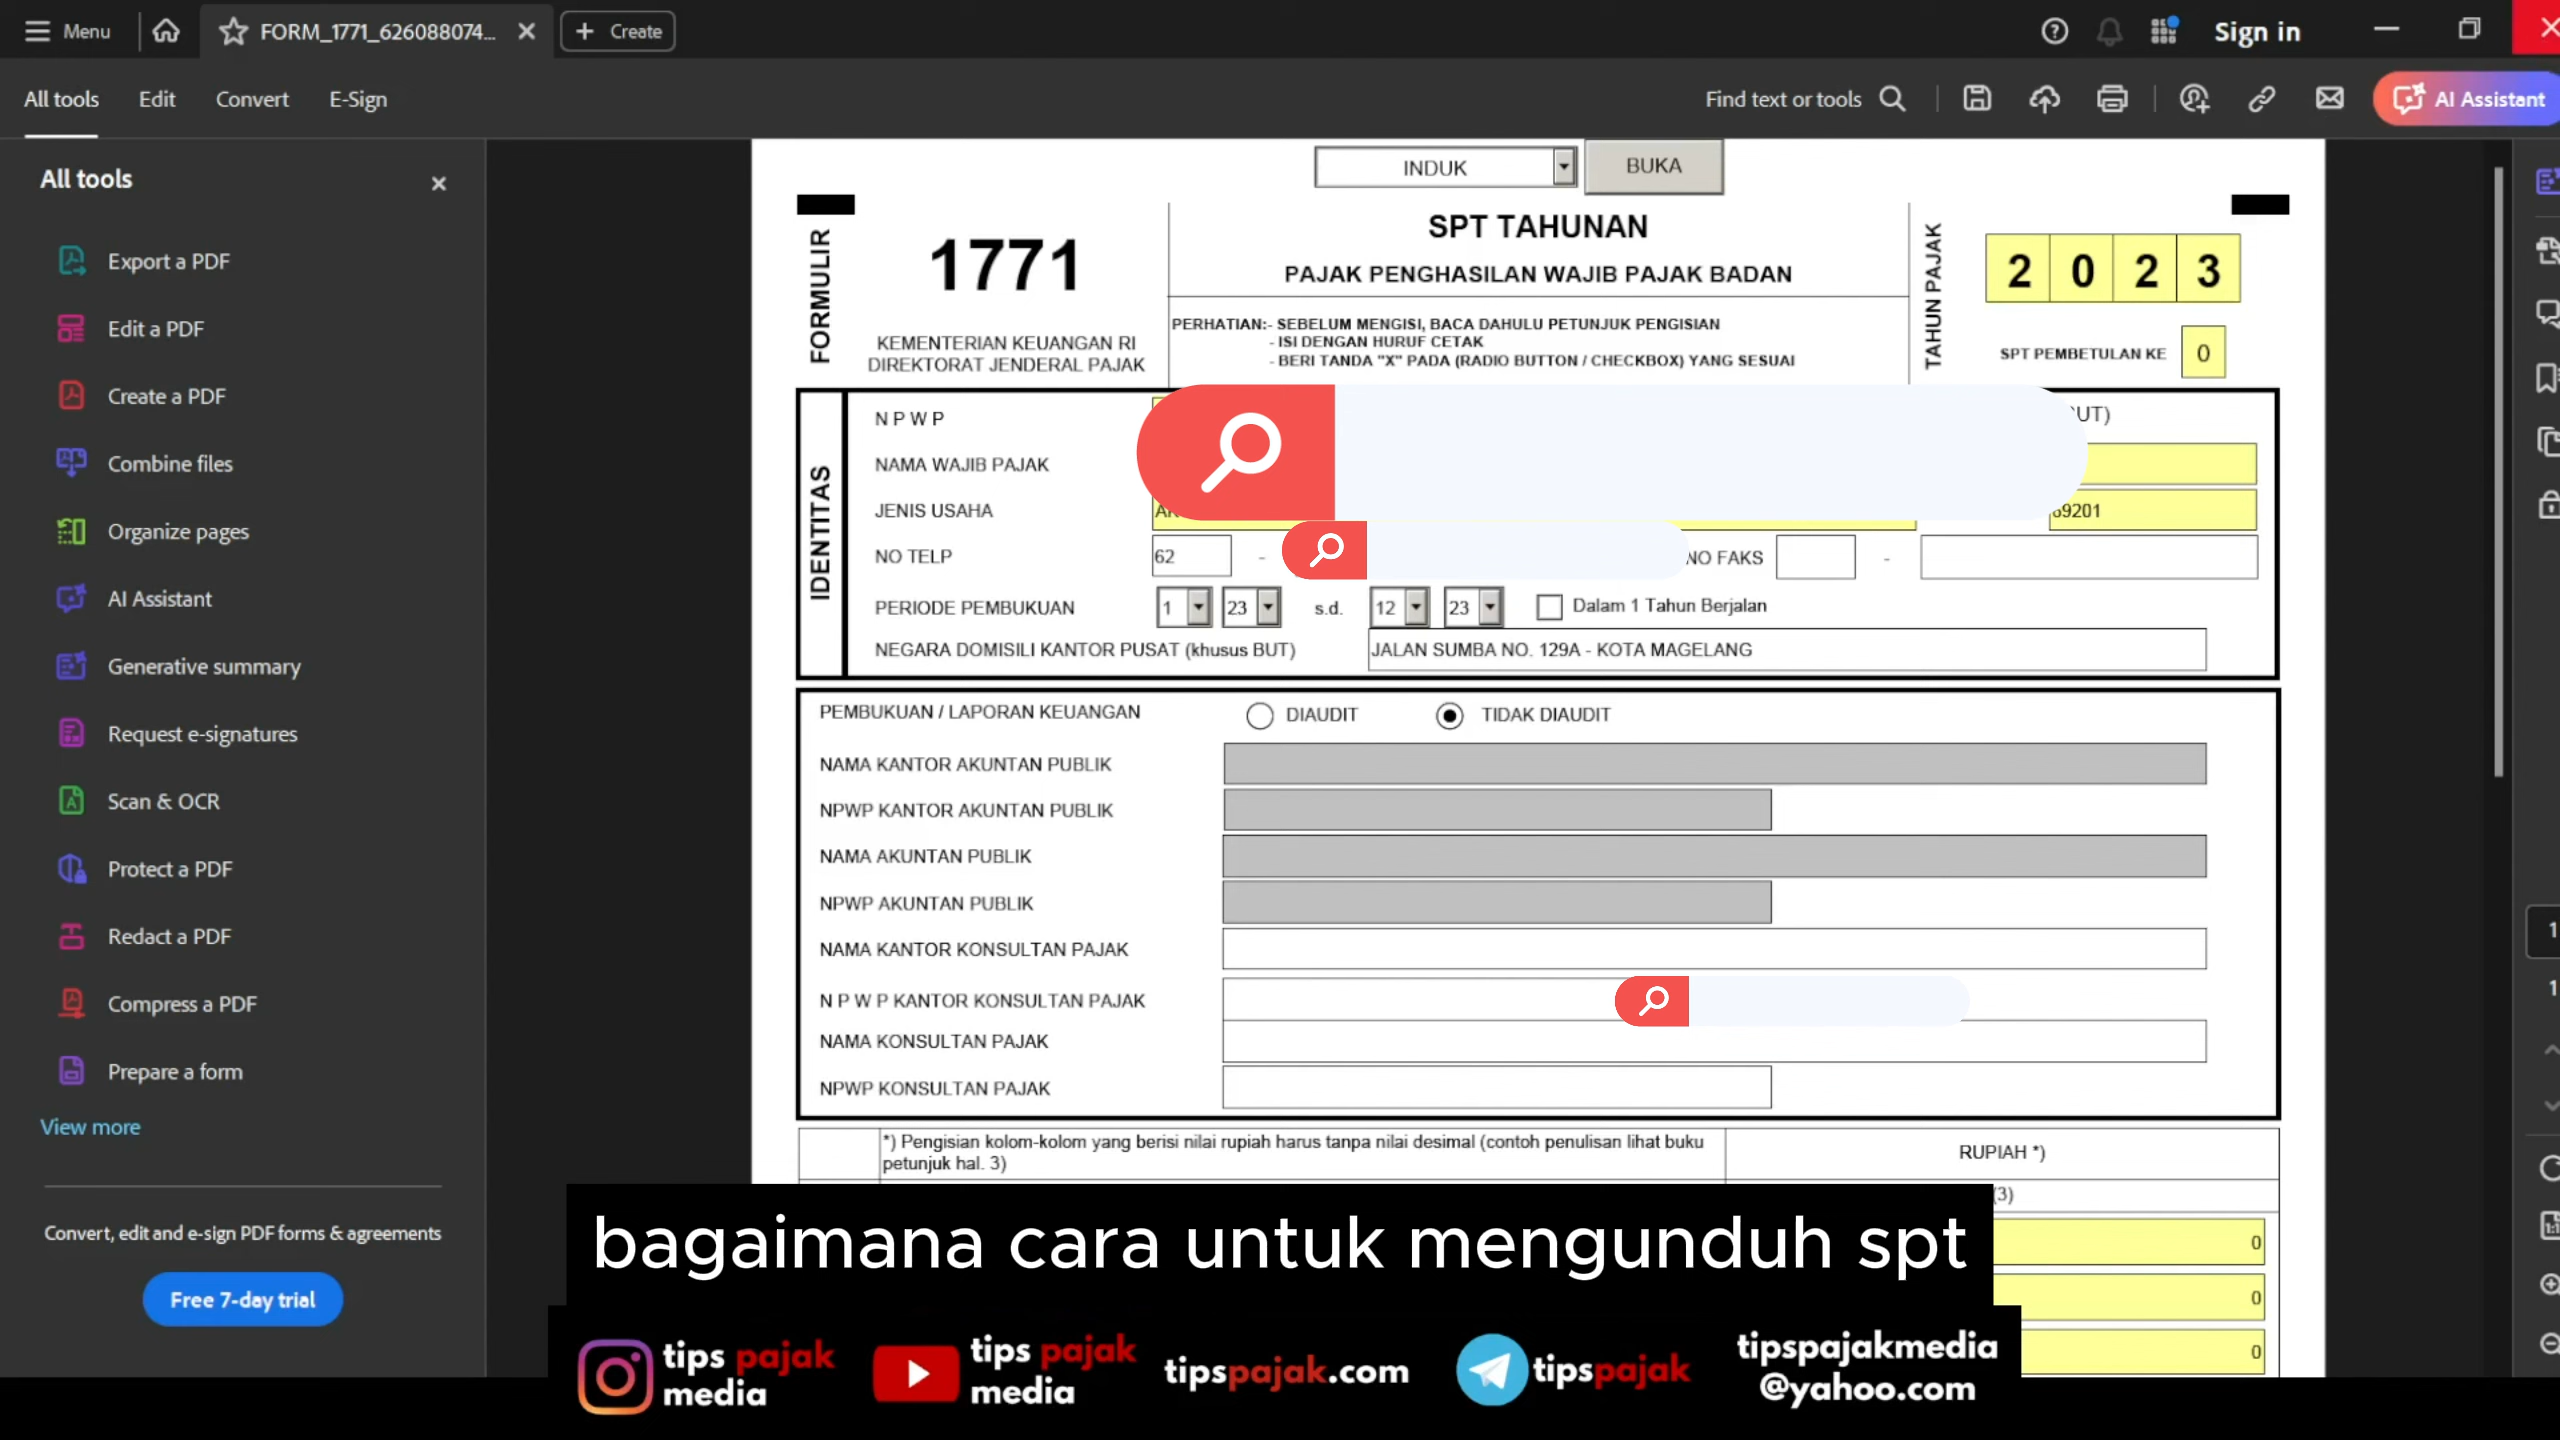 Menu
FORM_1771_626088074...
Create
Sign in
All tools
Edit
Convert
E-Sign
Find text or tools
AI Assistant
All tools
Export a PDF
Edit a PDF
Create a PDF
Combine files
Organize pages
AI Assistant
Generative summary
Request e-signatures
Scan & OCR
Protect a PDF
Redact a PDF
Compress a PDF
Prepare a form
View more
Convert, edit and e-sign PDF forms & agreements
Free 7-day trial
INDUK
BUKA
FORMULIR
1771
KEMENTERIAN KEUANGAN RI
DIREKTORAT JENDERAL PAJAK
SPT TAHUNAN
PAJAK PENGHASILAN WAJIB PAJAK BADAN
PERHATIAN:- SEBELUM MENGISI, BACA DAHULU PETUNJUK PENGISIAN
- ISI DENGAN HURUF CETAK
- BERI TANDA "X" PADA (RADIO BUTTON / CHECKBOX) YANG SESUAI
TAHUN PAJAK
2 0 2 3
SPT PEMBETULAN KE 0
IDENTITAS
N P W P
NAMA WAJIB PAJAK
JENIS USAHA
69201
NO TELP 62 -
NO FAKS -
PERIODE PEMBUKUAN 1 23 s.d. 12 23 Dalam 1 Tahun Berjalan
NEGARA DOMISILI KANTOR PUSAT (khusus BUT) JALAN SUMBA NO. 129A - KOTA MAGELANG
PEMBUKUAN / LAPORAN KEUANGAN DIAUDIT TIDAK DIAUDIT
NAMA KANTOR AKUNTAN PUBLIK
NPWP KANTOR AKUNTAN PUBLIK
NAMA AKUNTAN PUBLIK
NPWP AKUNTAN PUBLIK
NAMA KANTOR KONSULTAN PAJAK
N P W P KANTOR KONSULTAN PAJAK
NAMA KONSULTAN PAJAK
NPWP KONSULTAN PAJAK
*) Pengisian kolom-kolom yang berisi nilai rupiah harus tanpa nilai desimal (contoh penulisan lihat buku
petunjuk hal. 3)
RUPIAH *)
(3)
0
0
0
bagaimana cara untuk mengunduh spt
tips pajak
media
tips pajak
media
tipspajak.com
tipspajak
tipspajakmedia
@yahoo.com
1
1